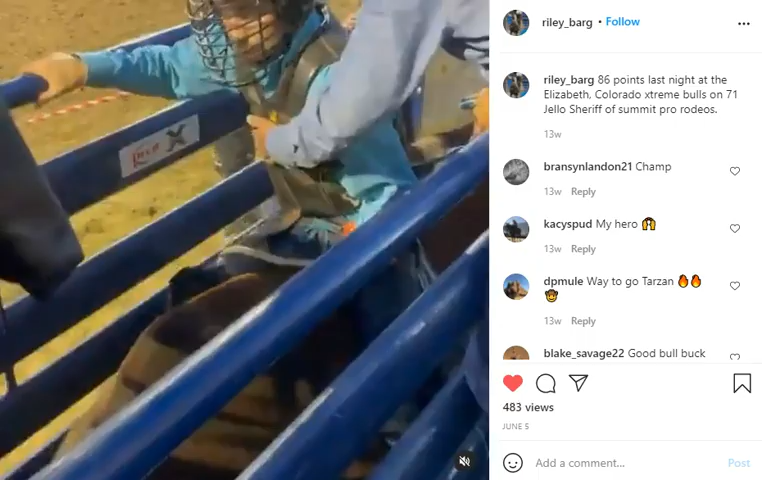 riley_barg • Follow
riley_barg 86 points last night at the
Elizabeth, Colorado xtreme bulls on 71
Jello Sheriff of summit pro rodeos.
13w
bransynlandon21 Champ
13w Reply
kacyspud My hero
13w Reply
dpmule Way to go Tarzan 🔥🔥
🤠
13w Reply
blake_savage22 Good bull buck
483 views
JUNE 5
Add a comment... Post